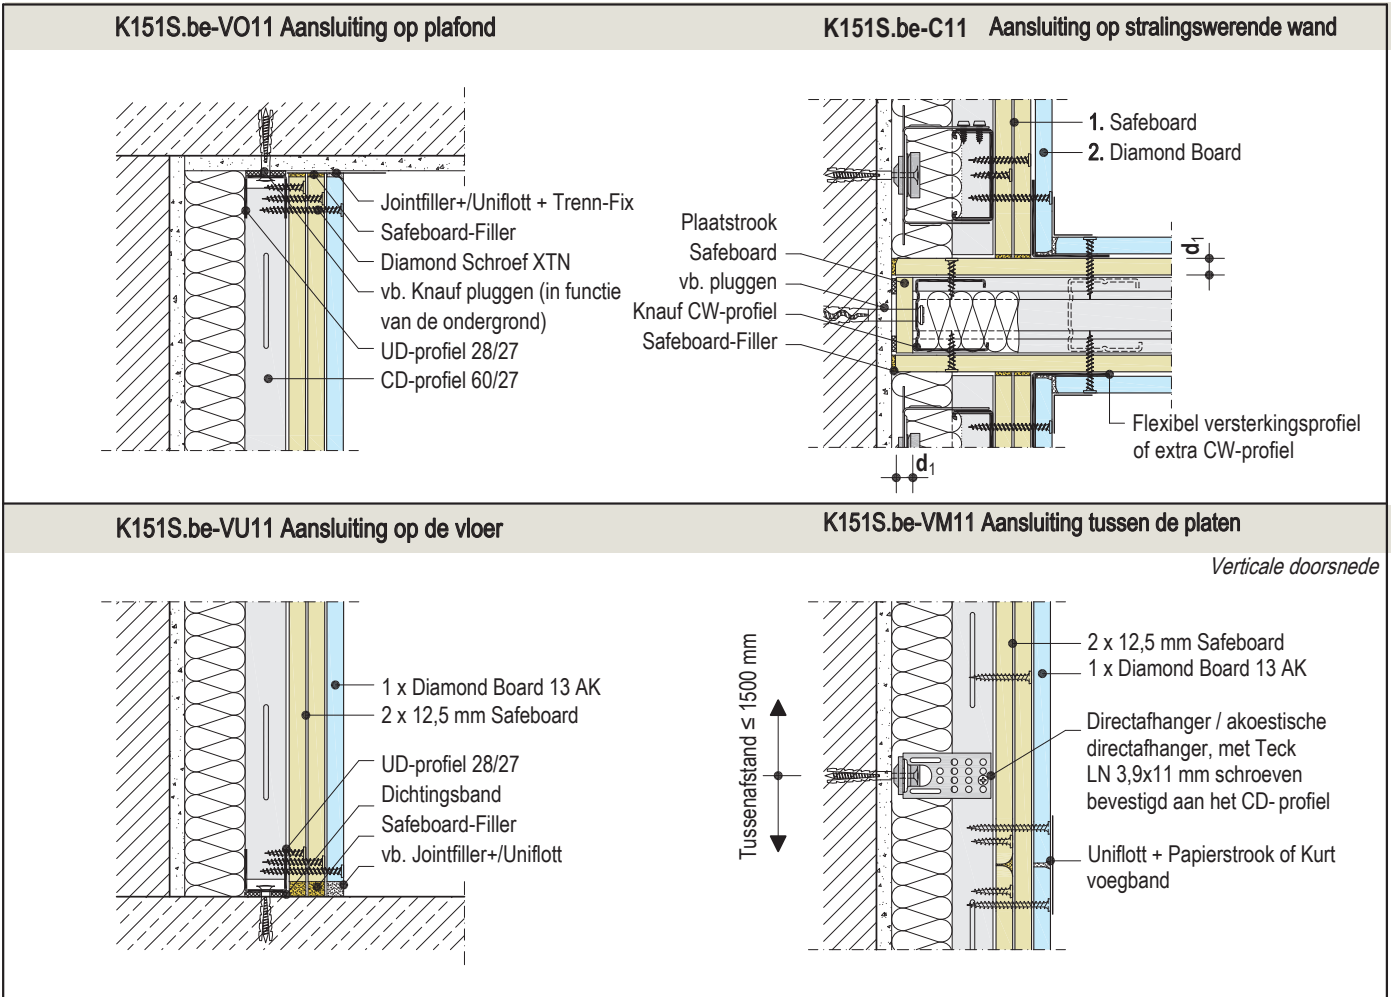 K151S.be-VO11 Aansluiting op plafond
Jointfiller+/Uniflott + Trenn-Fix
Safeboard-Filler
Diamond Schroef XTN
vb. Knauf pluggen (in functie
van de ondergrond)
UD-profiel 28/27
CD-profiel 60/27
K151S.be-C11 Aansluiting op stralingswerende wand
1. Safeboard
2. Diamond Board
Plaatstrook
Safeboard
vb. pluggen
Knauf CW-profiel
Safeboard-Filler
d1
Flexibel versterkingsprofiel
of extra CW-profiel
d1
K151S.be-VU11 Aansluiting op de vloer
1 x Diamond Board 13 AK
2 x 12,5 mm Safeboard
UD-profiel 28/27
Dichtingsband
Safeboard-Filler
vb. Jointfiller+/Uniflott
K151S.be-VM11 Aansluiting tussen de platen
Verticale doorsnede
Tussenafstand ≤ 1500 mm
2 x 12,5 mm Safeboard
1 x Diamond Board 13 AK
Directafhanger / akoestische
directafhanger, met Teck
LN 3,9x11 mm schroeven
bevestigd aan het CD- profiel
Uniflott + Papierstrook of Kurt
voegband